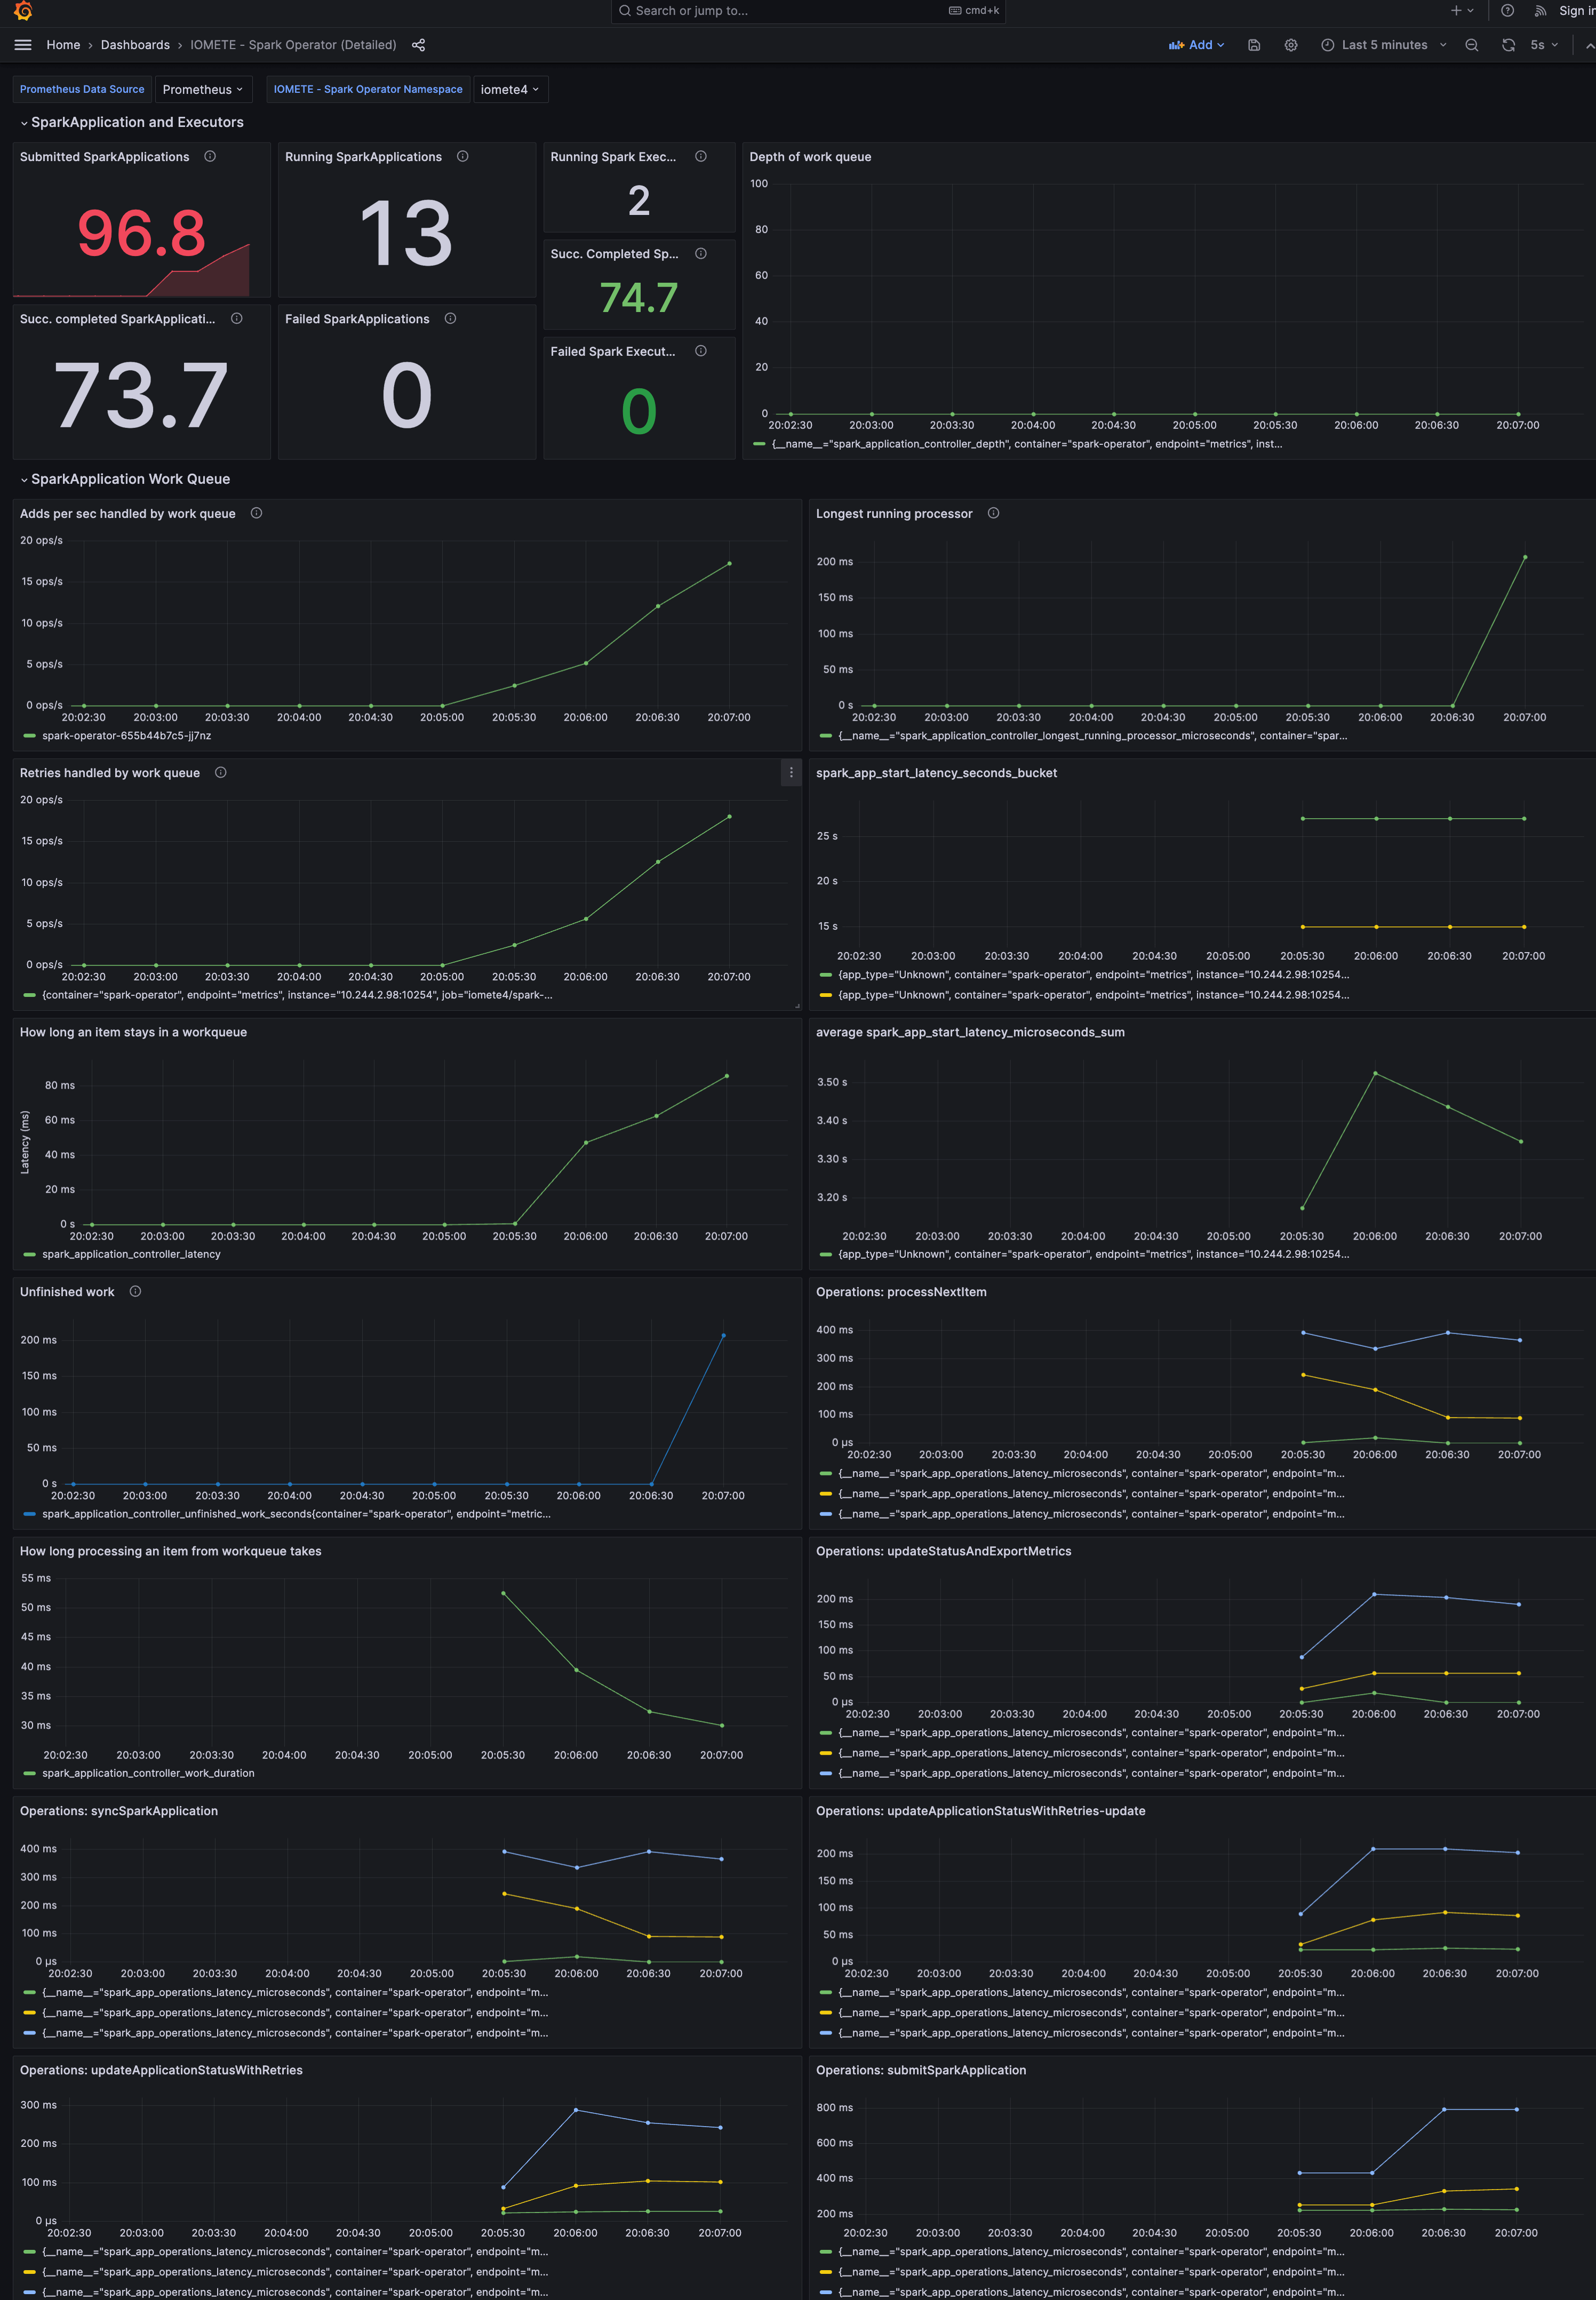 Search or jump to...
cmd+k
Sign in
Home › Dashboards › IOMETE - Spark Operator (Detailed)
Add
Last 5 minutes
5s
Prometheus Data Source
Prometheus
IOMETE - Spark Operator Namespace
iomete4
SparkApplication and Executors
Submitted SparkApplications
96.8
Running SparkApplications
13
Running Spark Exec...
2
Succ. Completed Sp...
74.7
Succ. completed SparkApplicati...
73.7
Failed SparkApplications
0
Failed Spark Execut...
0
Depth of work queue
100
80
60
40
20
0
20:02:30 20:03:00 20:03:30 20:04:00 20:04:30 20:05:00 20:05:30 20:06:00 20:06:30 20:07:00
{__name__="spark_application_controller_depth", container="spark-operator", endpoint="metrics", inst...
SparkApplication Work Queue
Adds per sec handled by work queue
20 ops/s
15 ops/s
10 ops/s
5 ops/s
0 ops/s
20:02:30 20:03:00 20:03:30 20:04:00 20:04:30 20:05:00 20:05:30 20:06:00 20:06:30 20:07:00
spark-operator-655b44b7c5-jj7nz
Longest running processor
200 ms
150 ms
100 ms
50 ms
0 s
20:02:30 20:03:00 20:03:30 20:04:00 20:04:30 20:05:00 20:05:30 20:06:00 20:06:30 20:07:00
{__name__="spark_application_controller_longest_running_processor_microseconds", container="spar...
Retries handled by work queue
20 ops/s
15 ops/s
10 ops/s
5 ops/s
0 ops/s
20:02:30 20:03:00 20:03:30 20:04:00 20:04:30 20:05:00 20:05:30 20:06:00 20:06:30 20:07:00
{container="spark-operator", endpoint="metrics", instance="10.244.2.98:10254", job="iomete4/spark-...
spark_app_start_latency_seconds_bucket
25 s
20 s
15 s
20:02:30 20:03:00 20:03:30 20:04:00 20:04:30 20:05:00 20:05:30 20:06:00 20:06:30 20:07:00
{app_type="Unknown", container="spark-operator", endpoint="metrics", instance="10.244.2.98:10254...
{app_type="Unknown", container="spark-operator", endpoint="metrics", instance="10.244.2.98:10254...
How long an item stays in a workqueue
Latency (ms)
80 ms
60 ms
40 ms
20 ms
0 s
20:02:30 20:03:00 20:03:30 20:04:00 20:04:30 20:05:00 20:05:30 20:06:00 20:06:30 20:07:00
spark_application_controller_latency
average spark_app_start_latency_microseconds_sum
3.50 s
3.40 s
3.30 s
3.20 s
20:02:30 20:03:00 20:03:30 20:04:00 20:04:30 20:05:00 20:05:30 20:06:00 20:06:30 20:07:00
{app_type="Unknown", container="spark-operator", endpoint="metrics", instance="10.244.2.98:10254...
Unfinished work
200 ms
150 ms
100 ms
50 ms
0 s
20:02:30 20:03:00 20:03:30 20:04:00 20:04:30 20:05:00 20:05:30 20:06:00 20:06:30 20:07:00
spark_application_controller_unfinished_work_seconds{container="spark-operator", endpoint="metric...
Operations: processNextItem
400 ms
300 ms
200 ms
100 ms
0 µs
20:02:30 20:03:00 20:03:30 20:04:00 20:04:30 20:05:00 20:05:30 20:06:00 20:06:30 20:07:00
{__name__="spark_app_operations_latency_microseconds", container="spark-operator", endpoint="m...
{__name__="spark_app_operations_latency_microseconds", container="spark-operator", endpoint="m...
{__name__="spark_app_operations_latency_microseconds", container="spark-operator", endpoint="m...
How long processing an item from workqueue takes
55 ms
50 ms
45 ms
40 ms
35 ms
30 ms
20:02:30 20:03:00 20:03:30 20:04:00 20:04:30 20:05:00 20:05:30 20:06:00 20:06:30 20:07:00
spark_application_controller_work_duration
Operations: updateStatusAndExportMetrics
200 ms
150 ms
100 ms
50 ms
0 µs
20:02:30 20:03:00 20:03:30 20:04:00 20:04:30 20:05:00 20:05:30 20:06:00 20:06:30 20:07:00
{__name__="spark_app_operations_latency_microseconds", container="spark-operator", endpoint="m...
{__name__="spark_app_operations_latency_microseconds", container="spark-operator", endpoint="m...
{__name__="spark_app_operations_latency_microseconds", container="spark-operator", endpoint="m...
Operations: syncSparkApplication
400 ms
300 ms
200 ms
100 ms
0 µs
20:02:30 20:03:00 20:03:30 20:04:00 20:04:30 20:05:00 20:05:30 20:06:00 20:06:30 20:07:00
{__name__="spark_app_operations_latency_microseconds", container="spark-operator", endpoint="m...
{__name__="spark_app_operations_latency_microseconds", container="spark-operator", endpoint="m...
{__name__="spark_app_operations_latency_microseconds", container="spark-operator", endpoint="m...
Operations: updateApplicationStatusWithRetries-update
200 ms
150 ms
100 ms
50 ms
0 µs
20:02:30 20:03:00 20:03:30 20:04:00 20:04:30 20:05:00 20:05:30 20:06:00 20:06:30 20:07:00
{__name__="spark_app_operations_latency_microseconds", container="spark-operator", endpoint="m...
{__name__="spark_app_operations_latency_microseconds", container="spark-operator", endpoint="m...
{__name__="spark_app_operations_latency_microseconds", container="spark-operator", endpoint="m...
Operations: updateApplicationStatusWithRetries
300 ms
200 ms
100 ms
0 µs
20:02:30 20:03:00 20:03:30 20:04:00 20:04:30 20:05:00 20:05:30 20:06:00 20:06:30 20:07:00
{__name__="spark_app_operations_latency_microseconds", container="spark-operator", endpoint="m...
{__name__="spark_app_operations_latency_microseconds", container="spark-operator", endpoint="m...
{__name__="spark_app_operations_latency_microseconds", container="spark-operator", endpoint="m...
Operations: submitSparkApplication
800 ms
600 ms
400 ms
200 ms
20:02:30 20:03:00 20:03:30 20:04:00 20:04:30 20:05:00 20:05:30 20:06:00 20:06:30 20:07:00
{__name__="spark_app_operations_latency_microseconds", container="spark-operator", endpoint="m...
{__name__="spark_app_operations_latency_microseconds", container="spark-operator", endpoint="m...
{__name__="spark_app_operations_latency_microseconds", container="spark-operator", endpoint="m...